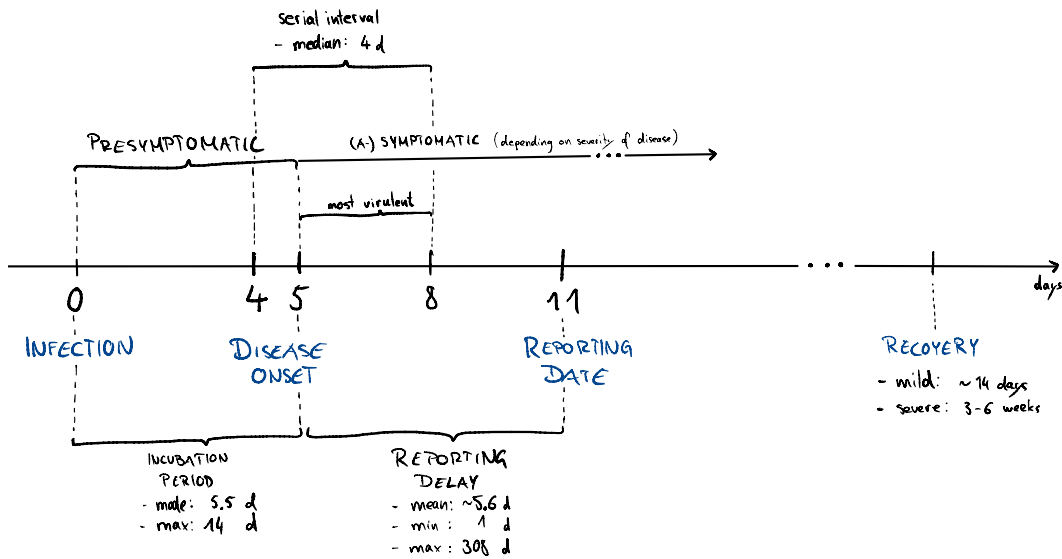 serial interval
- median: 4 d
PRESYMPTOMATIC
(A-) SYMPTOMATIC (depending on severity of disease)
...
most virulent
...
0 4 5 8 11
days
INFECTION
DISEASE
ONSET
REPORTING
DATE
RECOVERY
- mild: ~14 days
- severe: 3-6 weeks
INCUBATION
PERIOD
- mode: 5.5 d
- max: 14 d
REPORTING
DELAY
- mean: ~5.6 d
- min: 1 d
- max: 308 d